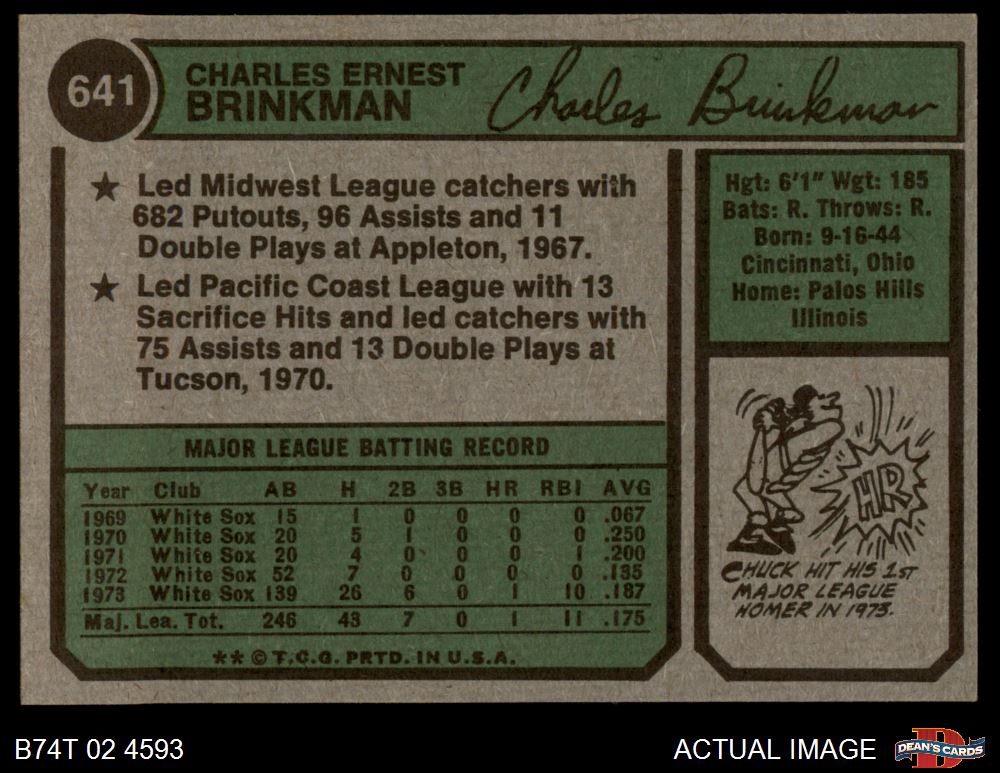 641
CHARLES ERNEST
BRINKMAN
Charles Brinkman
★ Led Midwest League catchers with
682 Putouts, 96 Assists and 11
Double Plays at Appleton, 1967.
★ Led Pacific Coast League with 13
Sacrifice Hits and led catchers with
75 Assists and 13 Double Plays at
Tucson, 1970.
Hgt: 6'1" Wgt: 185
Bats: R. Throws: R.
Born: 9-16-44
Cincinnati, Ohio
Home: Palos Hills
Illinois
HR
CHUCK HIT HIS 1ST
MAJOR LEAGUE
HOMER IN 1973.
MAJOR LEAGUE BATTING RECORD
Year Club AB H 2B 3B HR RBI AVG
1969 White Sox 15 1 0 0 0 0 .067
1970 White Sox 20 5 1 0 0 0 .250
1971 White Sox 20 4 0 0 0 1 .200
1972 White Sox 52 7 0 0 0 0 .135
1973 White Sox 139 26 6 0 1 10 .187
Maj. Lea. Tot. 246 43 7 0 1 11 .175
** © T.C.G. PRTD. IN U.S.A.
B74T 02 4593
ACTUAL IMAGE
D
DEAN'S CARDS